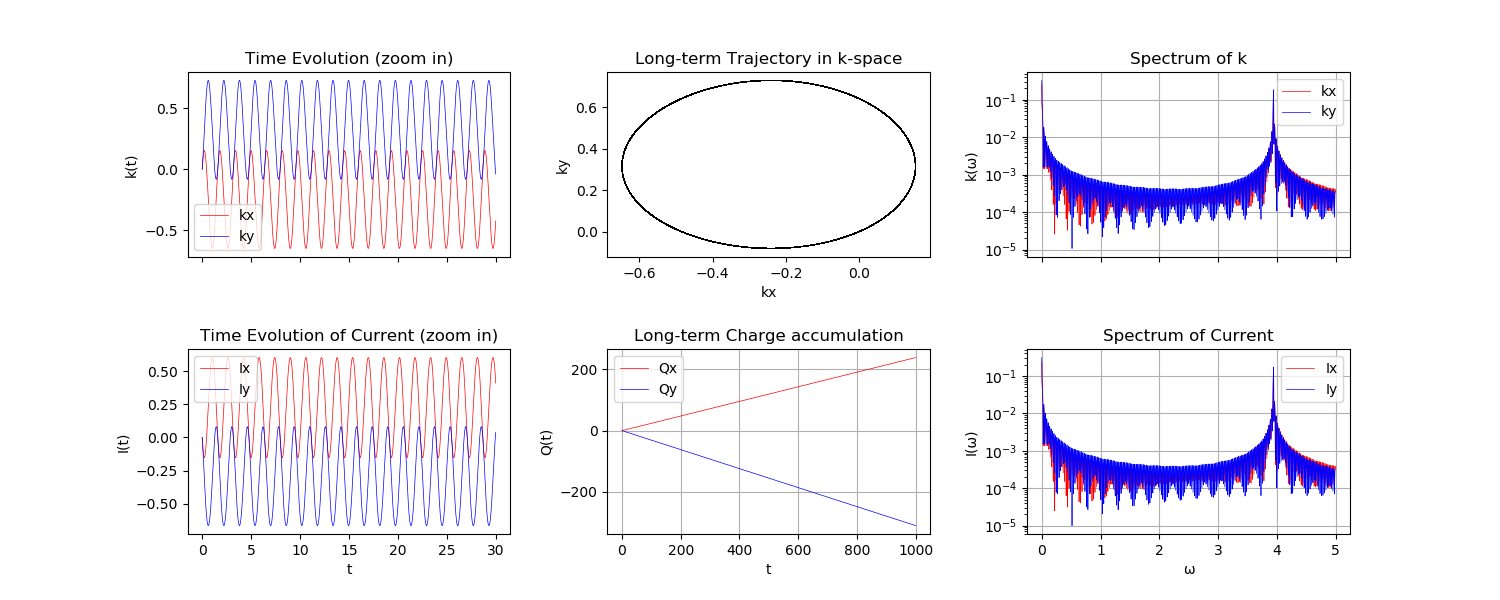 Time Evolution (zoom in)
k(t)
0.5
0.0
−0.5
kx
ky
Long-term Trajectory in k-space
ky
0.6
0.4
0.2
0.0
−0.6
−0.4
−0.2
0.0
kx
Spectrum of k
k(ω)
10⁻¹
10⁻²
10⁻³
10⁻⁴
10⁻⁵
kx
ky
Time Evolution of Current (zoom in)
I(t)
0.50
0.25
0.00
−0.25
−0.50
Ix
Iy
0
5
10
15
20
25
30
t
Long-term Charge accumulation
Q(t)
200
0
−200
Qx
Qy
0
200
400
600
800
1000
t
Spectrum of Current
I(ω)
10⁻¹
10⁻²
10⁻³
10⁻⁴
10⁻⁵
Ix
Iy
0
1
2
3
4
5
ω